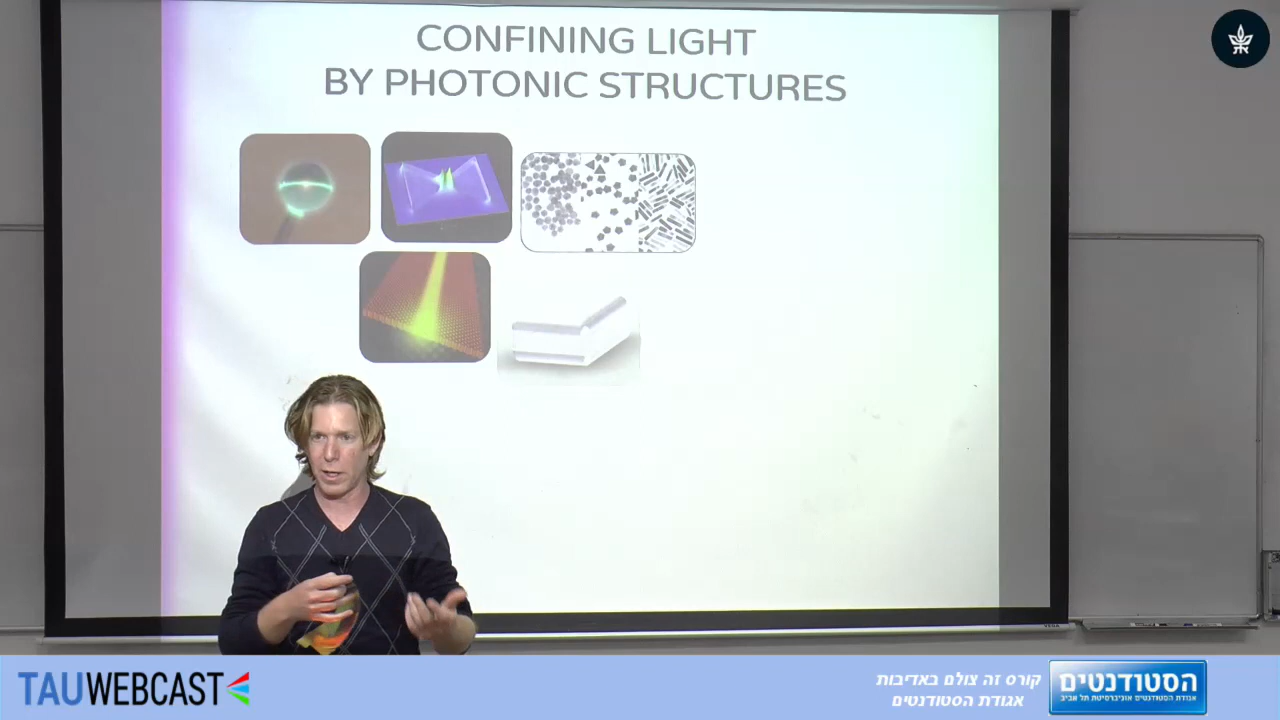 CONFINING LIGHT
BY PHOTONIC STRUCTURES
TAUWEBCAST
קורס זה צולם באדיבות
אגודת הסטודנטים
הסטודנטים
אגודת הסטודנטים אוניברסיטת תל אביב